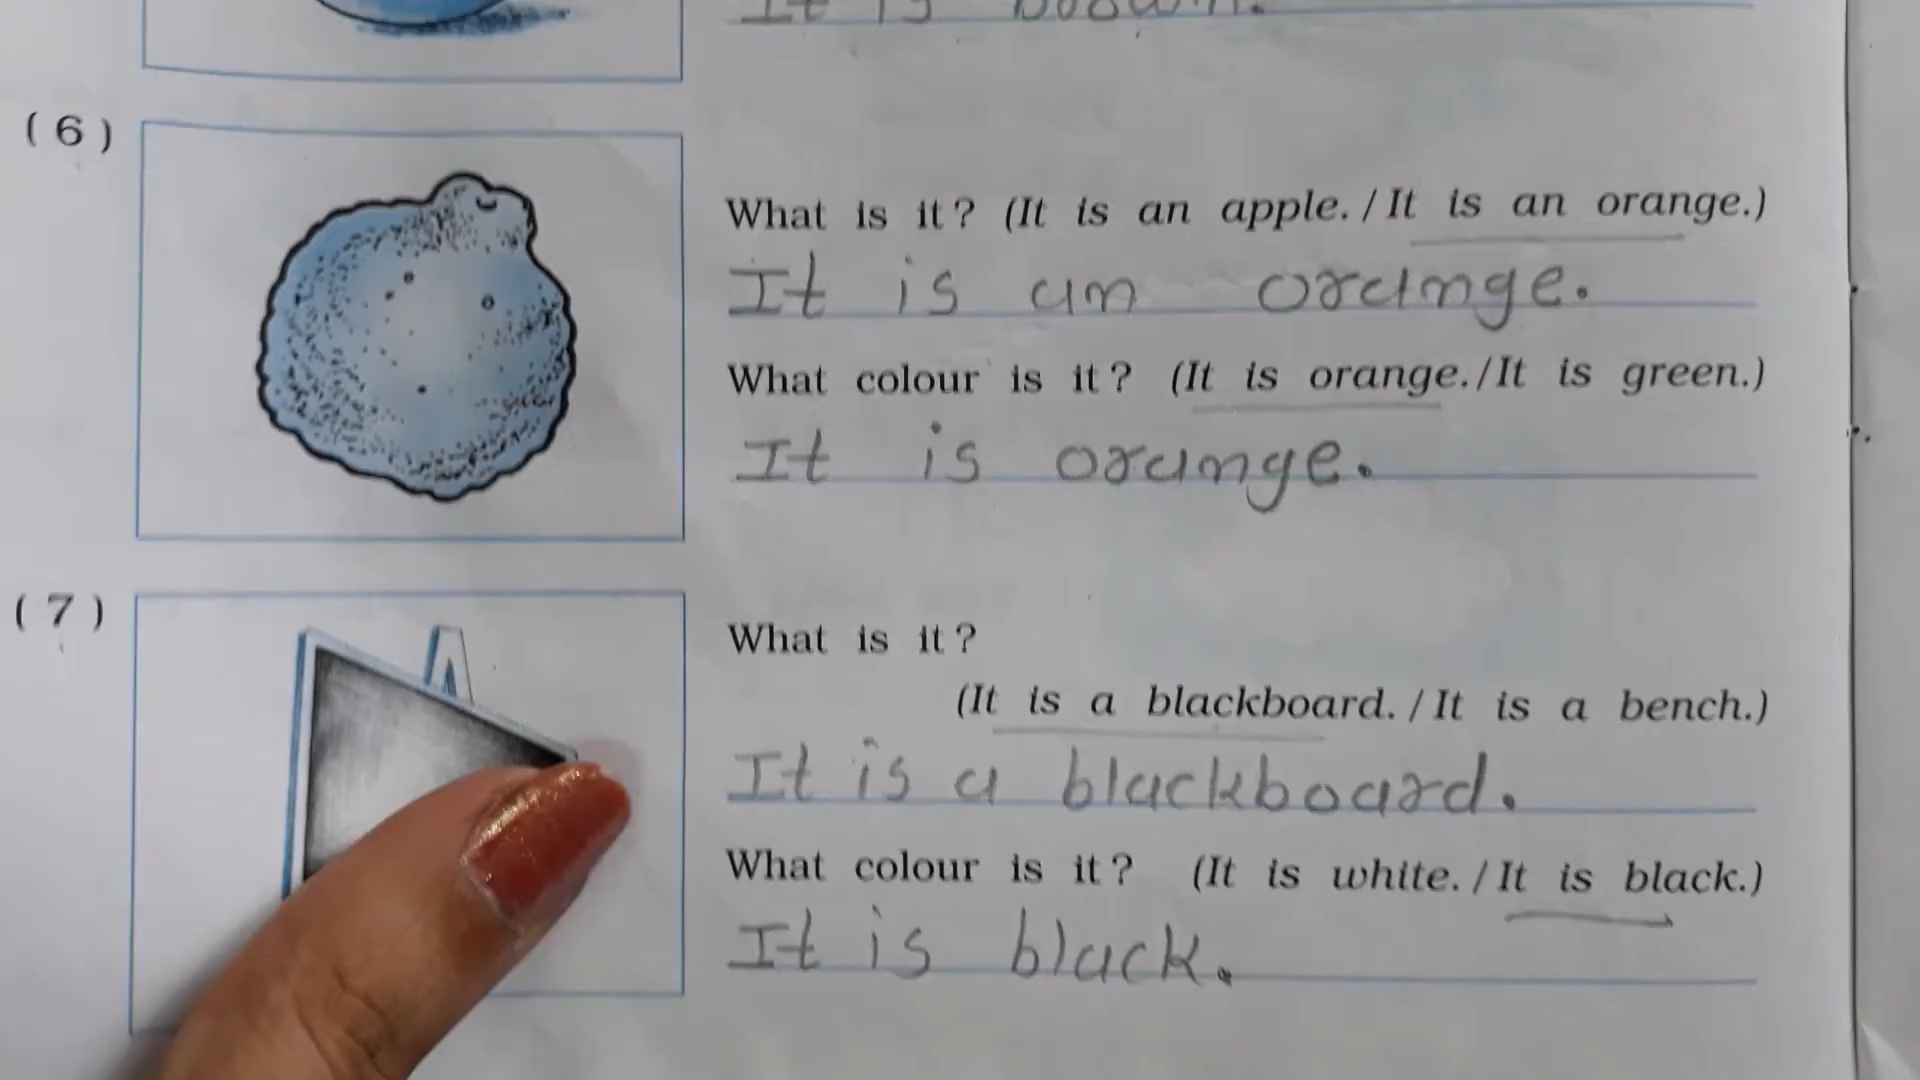 It is
(6)
What is it? (It is an apple. / It is an orange.)
It is an orange.
What colour is it? (It is orange. / It is green.)
It is orange.
(7)
What is it?
(It is a blackboard. / It is a bench.)
It is a blackboard.
What colour is it? (It is white. / It is black.)
It is black.